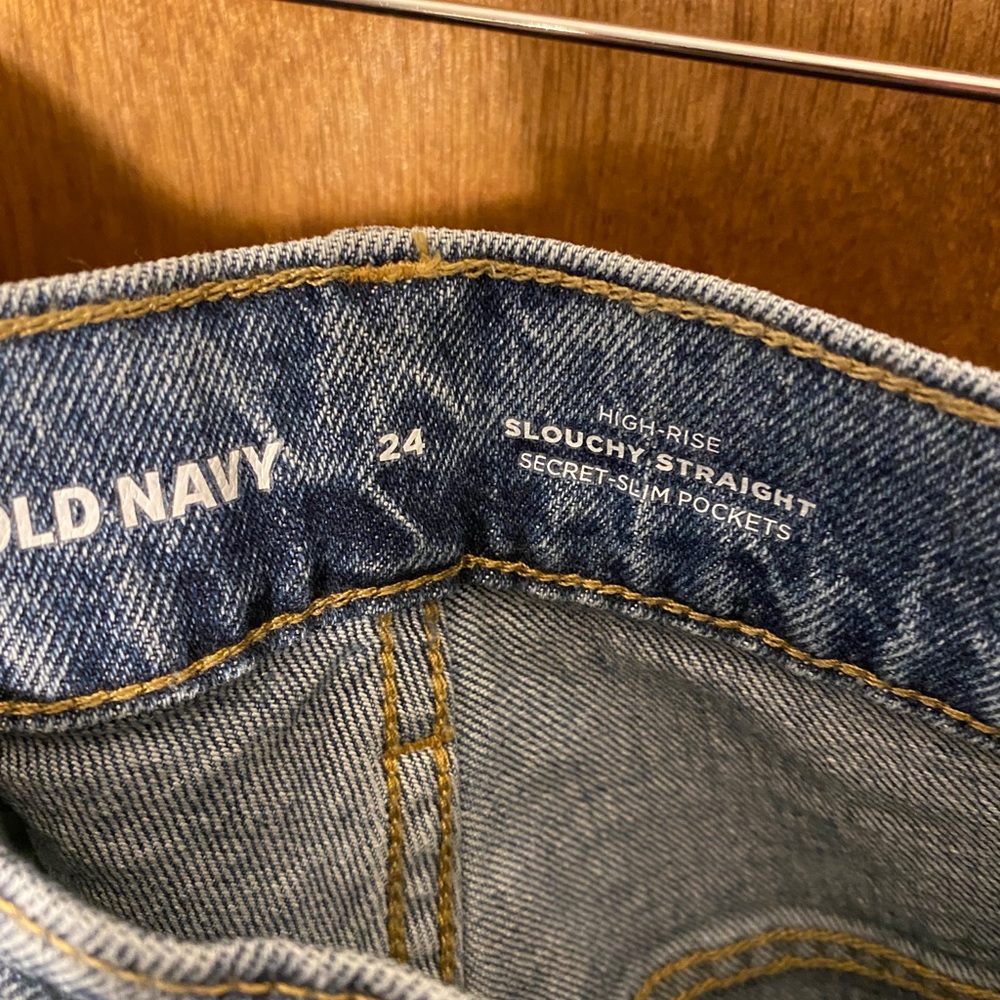 OLD NAVY
24
HIGH-RISE
SLOUCHY STRAIGHT
SECRET-SLIM POCKETS